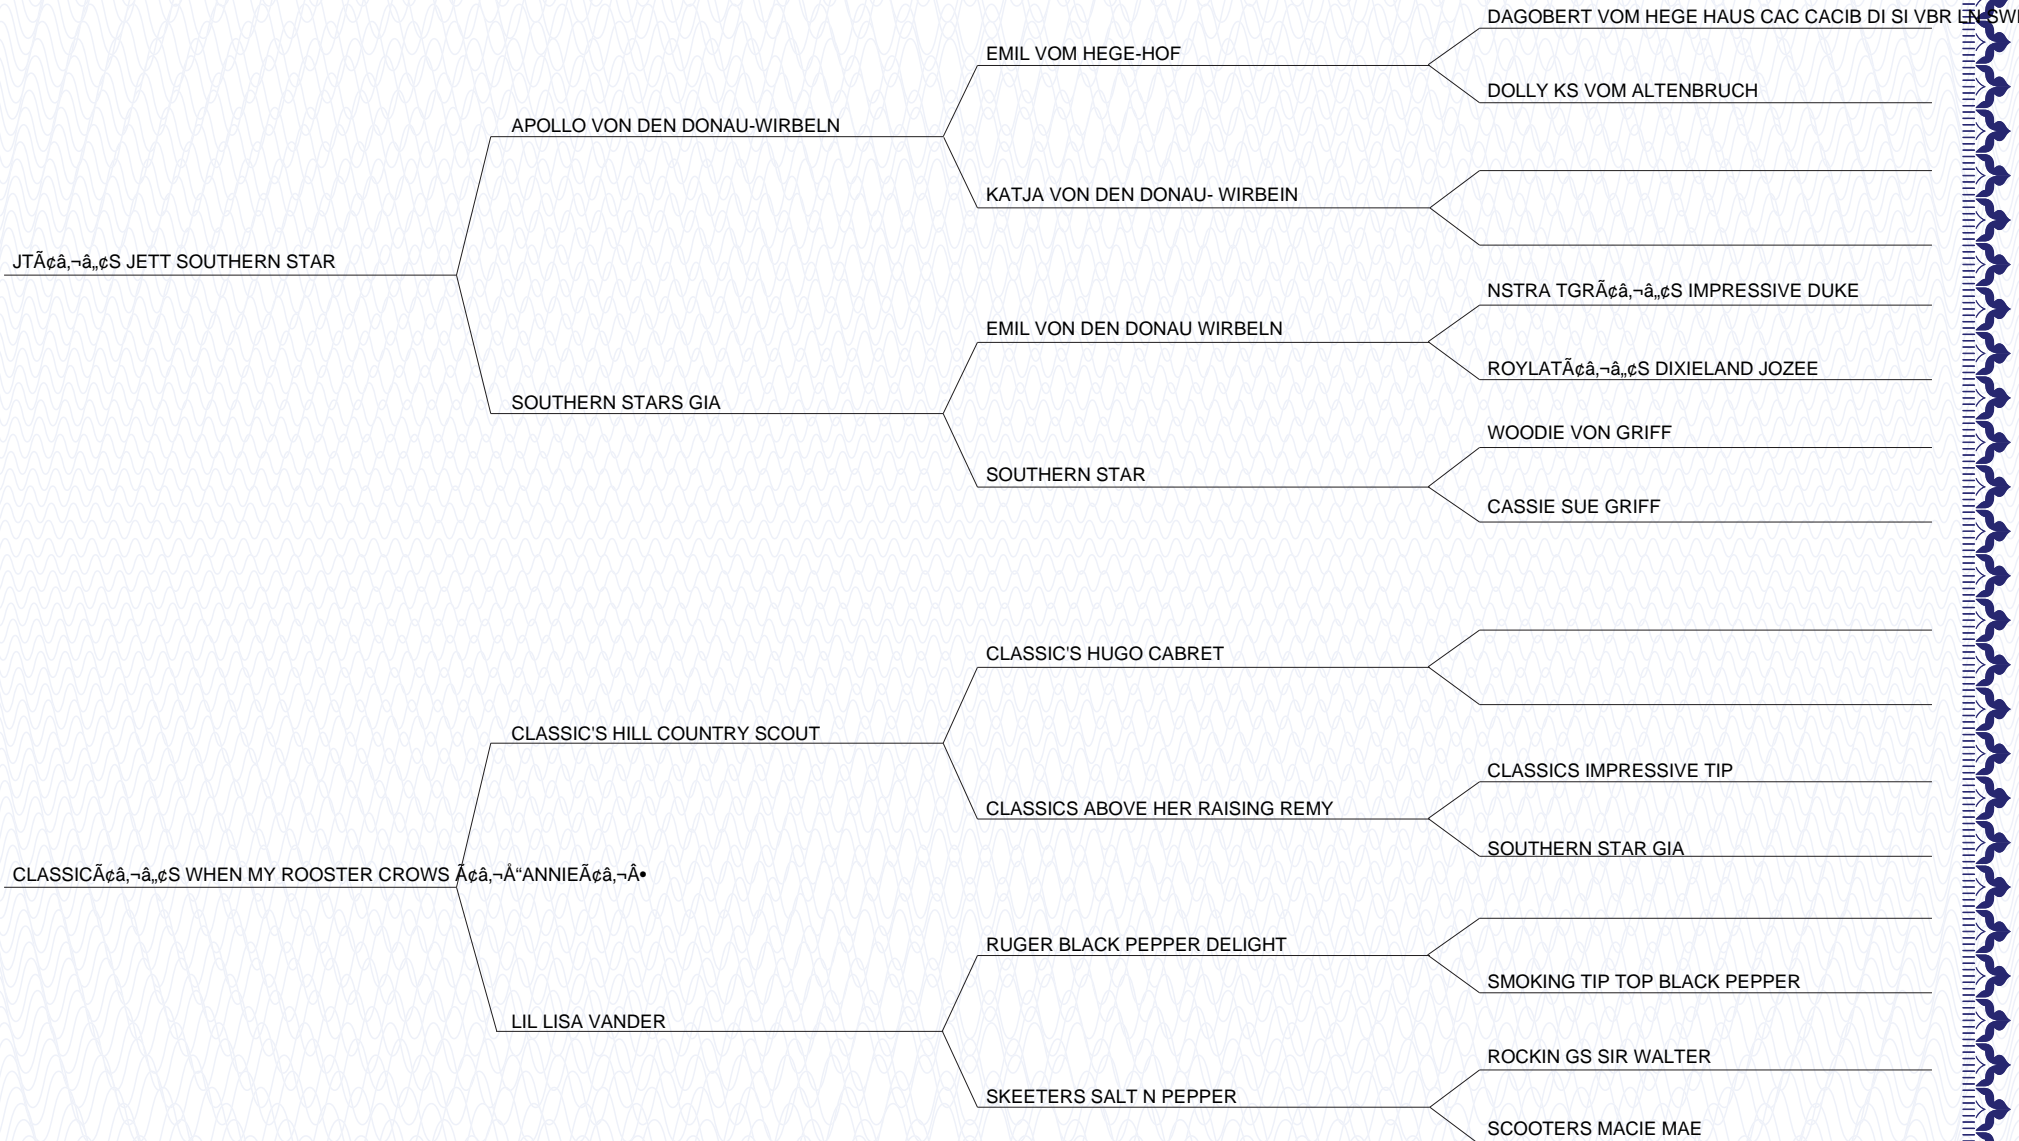 DAGOBERT VOM HEGE HAUS CAC CACIB DI SI VBR LN
EMIL VOM HEGE-HOF
DOLLY KS VOM ALTENBRUCH
APOLLO VON DEN DONAU-WIRBELN
KATJA VON DEN DONAU- WIRBEIN
JTÃ¢â‚¬â„¢S JETT SOUTHERN STAR
NSTRA TGRÃ¢â‚¬â„¢S IMPRESSIVE DUKE
EMIL VON DEN DONAU WIRBELN
ROYLATÃ¢â‚¬â„¢S DIXIELAND JOZEE
SOUTHERN STARS GIA
WOODIE VON GRIFF
SOUTHERN STAR
CASSIE SUE GRIFF
CLASSIC'S HUGO CABRET
CLASSIC'S HILL COUNTRY SCOUT
CLASSICS IMPRESSIVE TIP
CLASSICS ABOVE HER RAISING REMY
SOUTHERN STAR GIA
CLASSICÃ¢â‚¬â„¢S WHEN MY ROOSTER CROWS Ã¢â‚¬Å“ANNIEÃ¢â‚¬Â•
RUGER BLACK PEPPER DELIGHT
SMOKING TIP TOP BLACK PEPPER
LIL LISA VANDER
ROCKIN GS SIR WALTER
SKEETERS SALT N PEPPER
SCOOTERS MACIE MAE